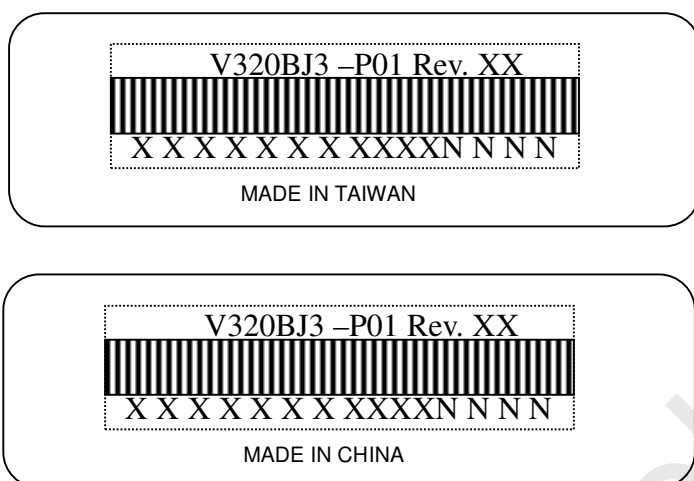 V320BJ3 –P01 Rev. XX
X X X X X X X XXXXN N N N
MADE IN TAIWAN
V320BJ3 –P01 Rev. XX
X X X X X X X XXXXN N N N
MADE IN CHINA